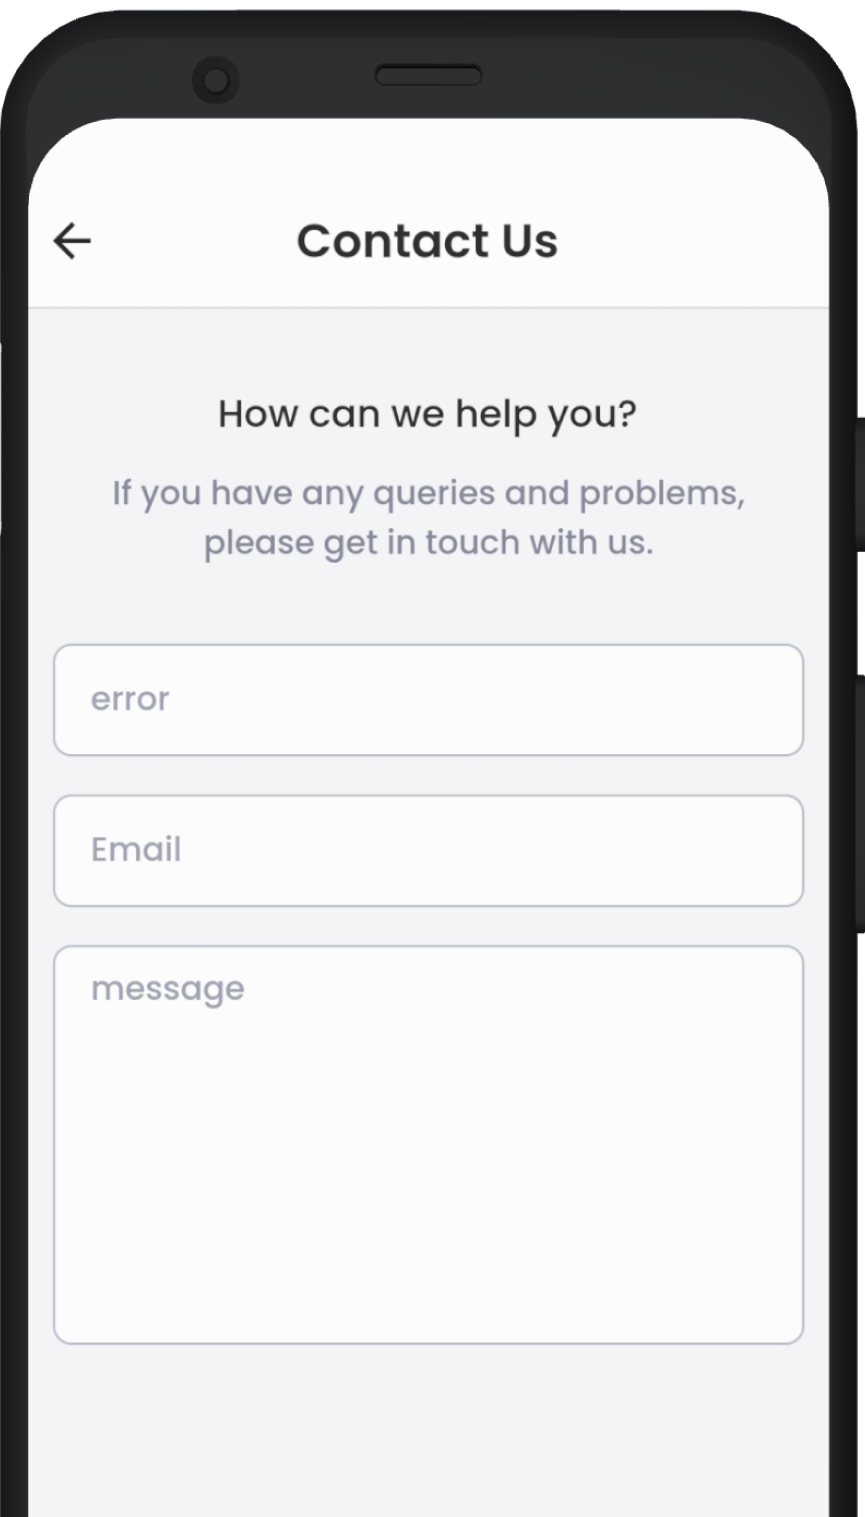 Contact Us
How can we help you?
If you have any queries and problems,
please get in touch with us.
error
Email
message